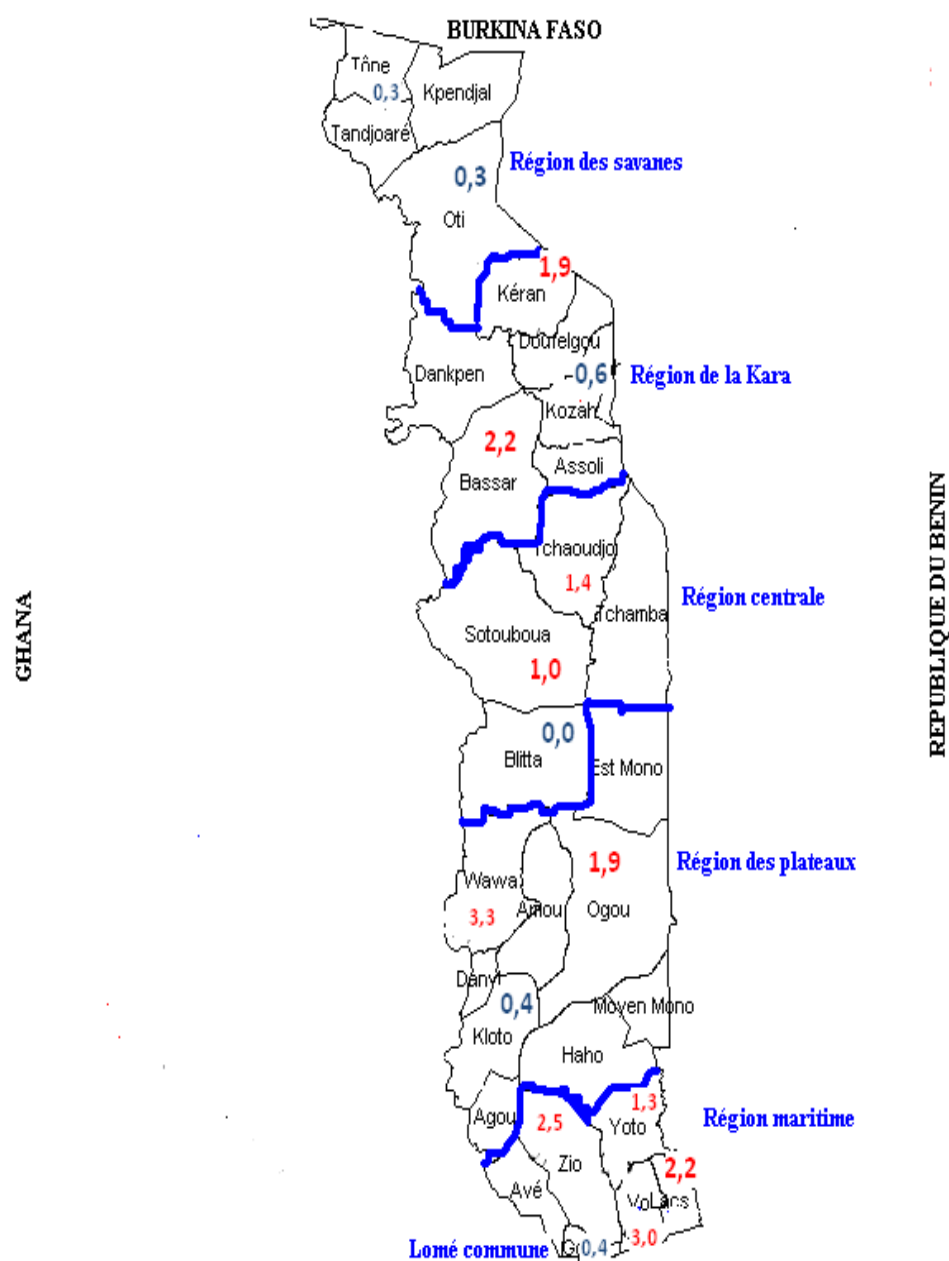 BURKINA FASO
Tône
0,3
Kpendjal
Tandjoaré
Région des savanes
0,3
Oti
1,9
Kéran
Doufelgou
Dankpen
-0,6
Région de la Kara
Kozah
2,2
Assoli
Bassar
REPUBLIQUE DU BENIN
Tchaoudjo
1,4
Région centrale
Tchamba
GHANA
Sotouboua
1,0
0,0
Blitta
Est Mono
1,9
Région des plateaux
Wawa
3,3
Amou
Ogou
Danyi
0,4
Moyen Mono
Kloto
Haho
1,3
Agou
2,5
Yoto
Région maritime
Zio
2,2
Avé
Vo
Lacs
3,0
Lomé commune
0,4